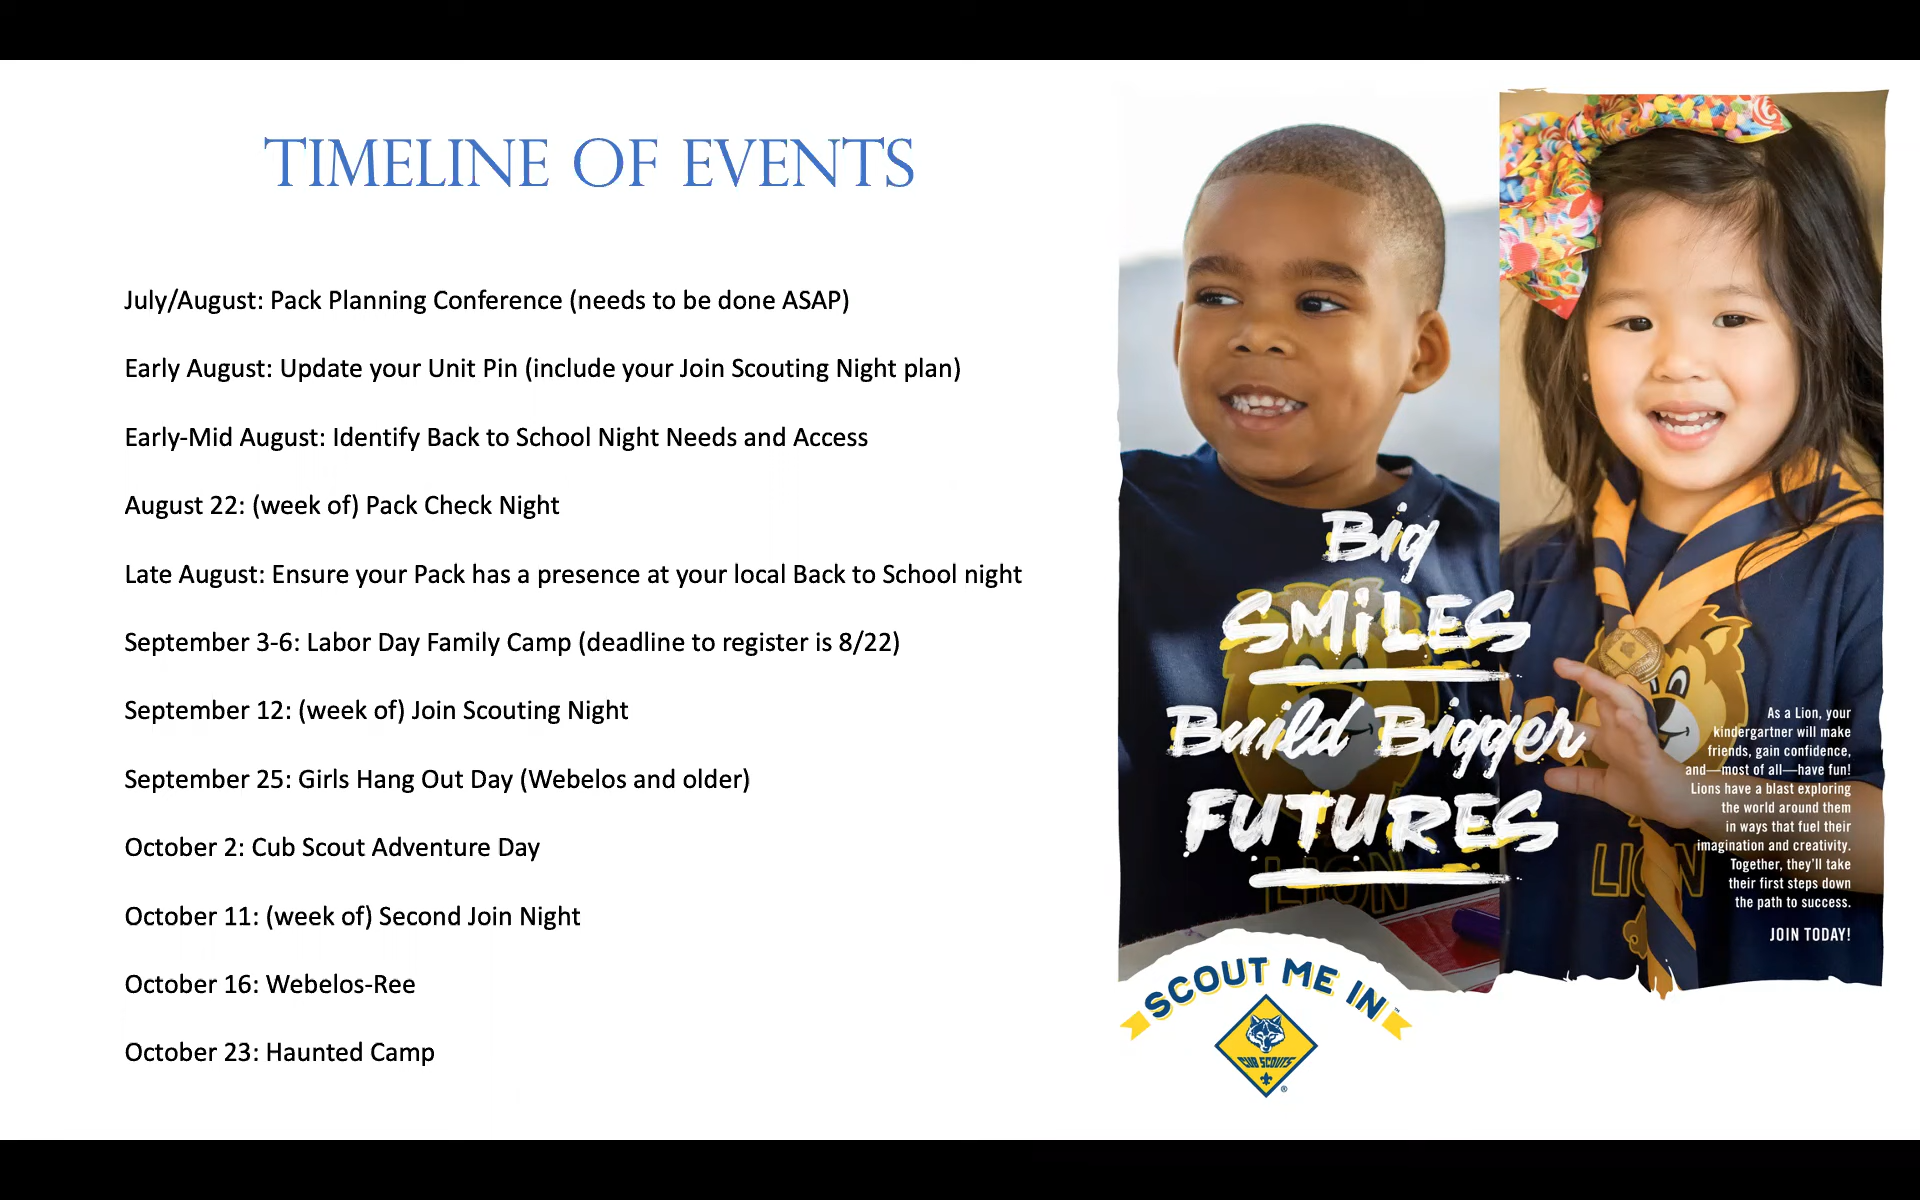 TIMELINE OF EVENTS
July/August: Pack Planning Conference (needs to be done ASAP)
Early August: Update your Unit Pin (include your Join Scouting Night plan)
Early-Mid August: Identify Back to School Night Needs and Access
August 22: (week of) Pack Check Night
Late August: Ensure your Pack has a presence at your local Back to School night
September 3-6: Labor Day Family Camp (deadline to register is 8/22)
September 12: (week of) Join Scouting Night
September 25: Girls Hang Out Day (Webelos and older)
October 2: Cub Scout Adventure Day
October 11: (week of) Second Join Night
October 16: Webelos-Ree
October 23: Haunted Camp
Big
SMiLES
Build Bigger
FUTURES
LION
LION
As a Lion, your
kindergartner will make
friends, gain confidence,
and—most of all—have fun!
Lions have a blast exploring
the world around them
in ways that fuel their
imagination and creativity.
Together, they'll take
their first steps down
the path to success.
JOIN TODAY!
SCOUT ME IN™
CUB SCOUTS
®